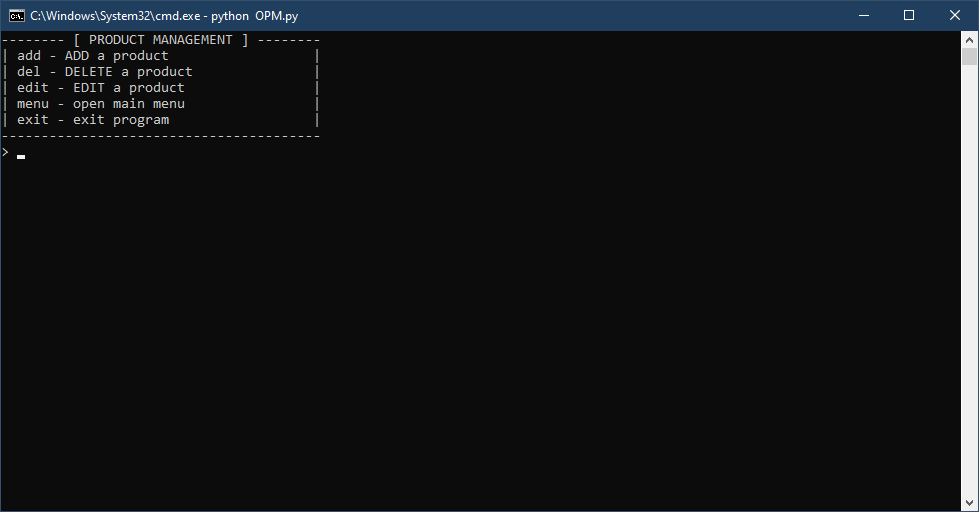 C:\Windows\System32\cmd.exe - python  OPM.py
-------- [ PRODUCT MANAGEMENT ] --------
| add - ADD a product                  |
| del - DELETE a product               |
| edit - EDIT a product                |
| menu - open main menu                |
| exit - exit program                  |
----------------------------------------
>